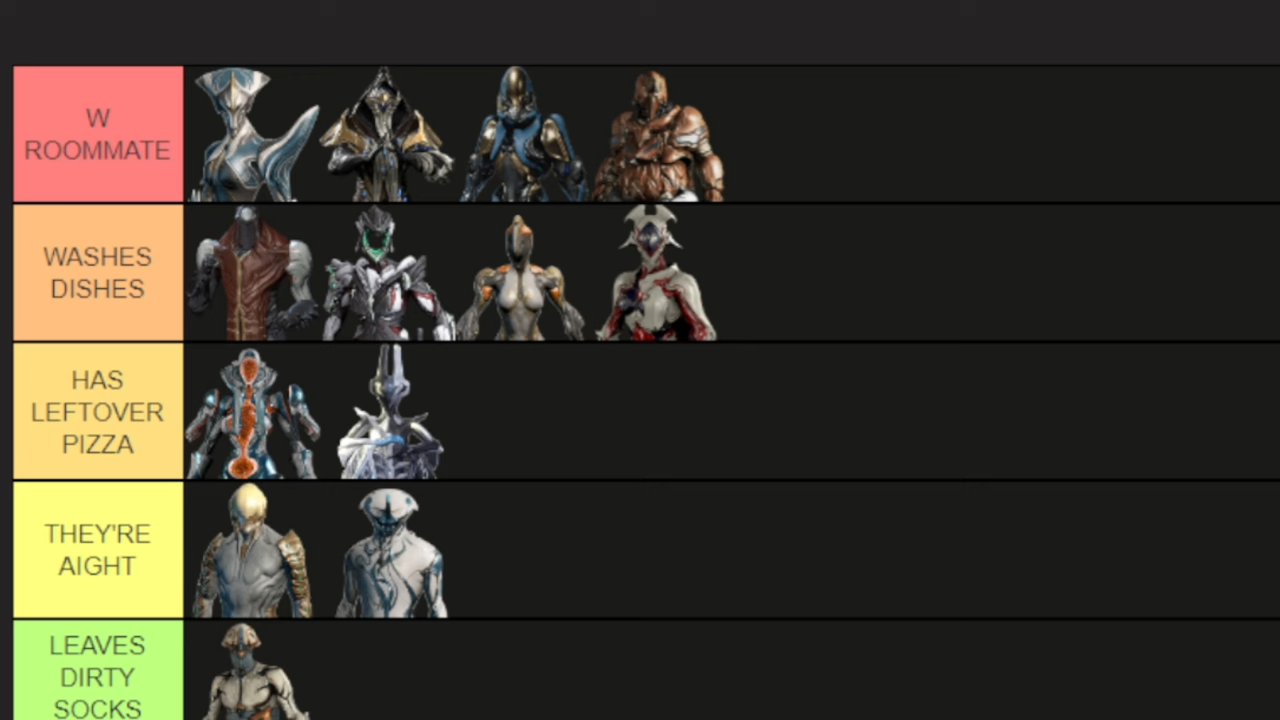 W
ROOMMATE
WASHES
DISHES
HAS
LEFTOVER
PIZZA
THEY'RE
AIGHT
LEAVES
DIRTY
SOCKS